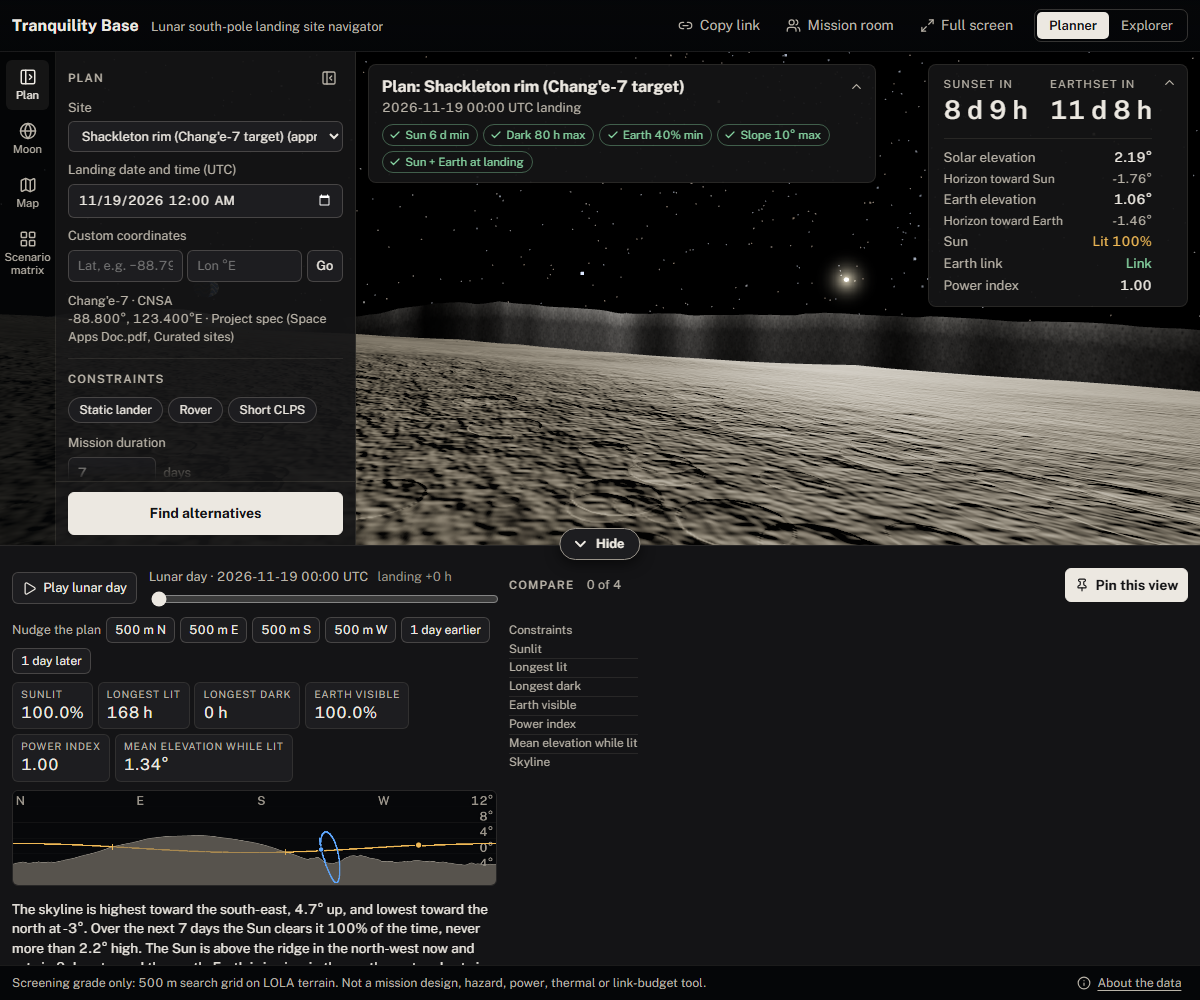 Tranquility Base Lunar south-pole landing site navigator
Copy link Mission room Full screen Planner Explorer
Plan
Moon
Map
Scenario
matrix
PLAN
Site
Shackleton rim (Chang'e-7 target) (appr
Landing date and time (UTC)
11/19/2026 12:00 AM
Custom coordinates
Lat, e.g. −88.79 Lon °E Go
Chang'e-7 · CNSA
-88.800°, 123.400°E · Project spec (Space
Apps Doc.pdf, Curated sites)
CONSTRAINTS
Static lander Rover Short CLPS
Mission duration
7 days
Find alternatives
Plan: Shackleton rim (Chang'e-7 target)
2026-11-19 00:00 UTC landing
Sun 6 d min Dark 80 h max Earth 40% min Slope 10° max
Sun + Earth at landing
SUNSET IN EARTHSET IN
8 d 9 h 11 d 8 h
Solar elevation 2.19°
Horizon toward Sun -1.76°
Earth elevation 1.06°
Horizon toward Earth -1.46°
Sun Lit 100%
Earth link Link
Power index 1.00
Hide
Play lunar day
Lunar day · 2026-11-19 00:00 UTC landing +0 h
Nudge the plan 500 m N 500 m E 500 m S 500 m W 1 day earlier
1 day later
SUNLIT LONGEST LIT LONGEST DARK EARTH VISIBLE
100.0% 168 h 0 h 100.0%
POWER INDEX MEAN ELEVATION WHILE LIT
1.00 1.34°
N E S W 12°
8°
4°
0°
4°
The skyline is highest toward the south-east, 4.7° up, and lowest toward the
north at -3°. Over the next 7 days the Sun clears it 100% of the time, never
more than 2.2° high. The Sun is above the ridge in the north-west now and
COMPARE 0 of 4
Pin this view
Constraints
Sunlit
Longest lit
Longest dark
Earth visible
Power index
Mean elevation while lit
Skyline
Screening grade only: 500 m search grid on LOLA terrain. Not a mission design, hazard, power, thermal or link-budget tool.
About the data